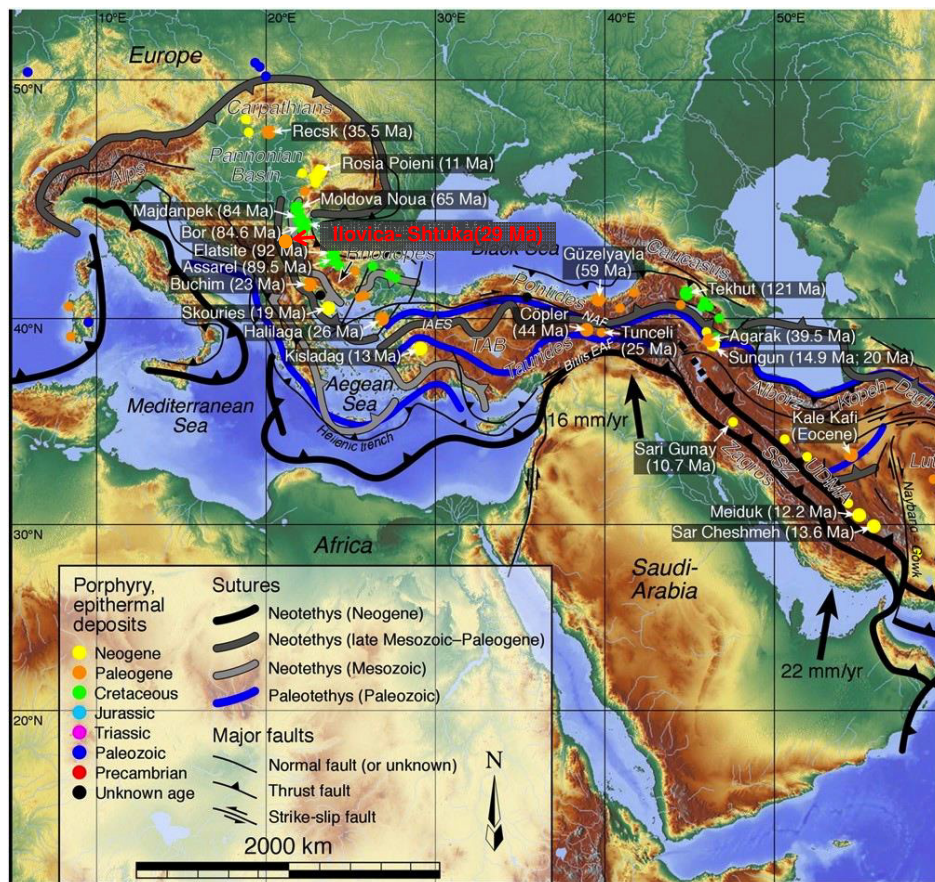 10°E
20°E
30°E
40°E
50°E
Europe
50°N
Carpathians
Recsk (35.5 Ma)
Pannonian
Basin
Rosia Poieni (11 Ma)
Alps
Moldova Noua (65 Ma)
Majdanpek (84 Ma)
Bor (84.6 Ma)
Ilovica- Shtuka(29 Ma)
Elatsite (92 Ma)
Rhodopes
Black Sea
Caucasus
Assarel (89.5 Ma)
Güzelyayla
(59 Ma)
Buchim (23 Ma)
Tekhut (121 Ma)
Pontides
Skouries (19 Ma)
40°N
Halilaga (26 Ma)
IAES
Cöpler
(44 Ma)
NAF
Tunceli
(25 Ma)
Agarak (39.5 Ma)
Kisladag (13 Ma)
TAB
Taurides
Bitlis
EAF
Sungun (14.9 Ma; 20 Ma)
Aegean
Sea
Alborz
Kopeh Dagh
Mediterranean
Sea
Hellenic trench
16 mm/yr
Kale Kafi
(Eocene)
Sari Gunay
(10.7 Ma)
Zagros
SSZ
UDMA
Lut
Meiduk (12.2 Ma)
Nayband
30°N
Sar Cheshmeh (13.6 Ma)
Gowk
Africa
Saudi-
Arabia
22 mm/yr
20°N
Porphyry,
epithermal
deposits
Neogene
Paleogene
Cretaceous
Jurassic
Triassic
Paleozoic
Precambrian
Unknown age
Sutures
Neotethys (Neogene)
Neotethys (late Mesozoic–Paleogene)
Neotethys (Mesozoic)
Paleotethys (Paleozoic)
Major faults
Normal fault (or unknown)
Thrust fault
Strike-slip fault
N
2000 km